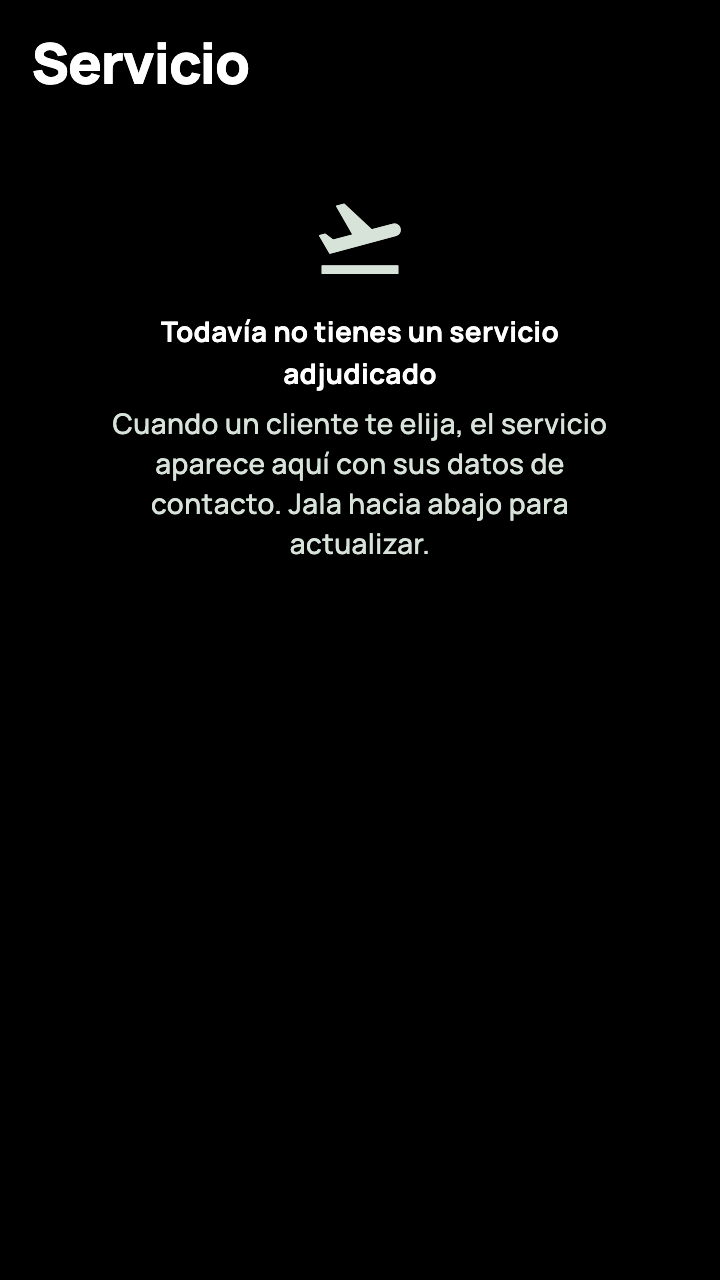 Servicio
Todavía no tienes un servicio
adjudicado
Cuando un cliente te elija, el servicio
aparece aquí con sus datos de
contacto. Jala hacia abajo para
actualizar.